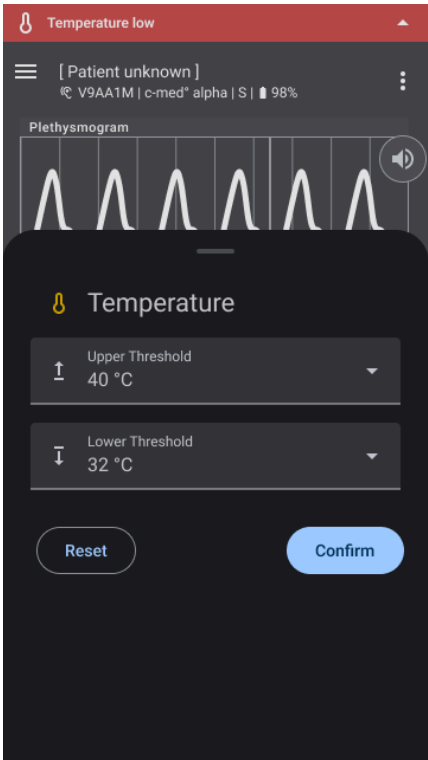 Temperature low
[ Patient unknown ]
V9AA1M | c-med° alpha | S | 98%
Plethysmogram
Temperature
Upper Threshold
40 °C
Lower Threshold
32 °C
Reset
Confirm